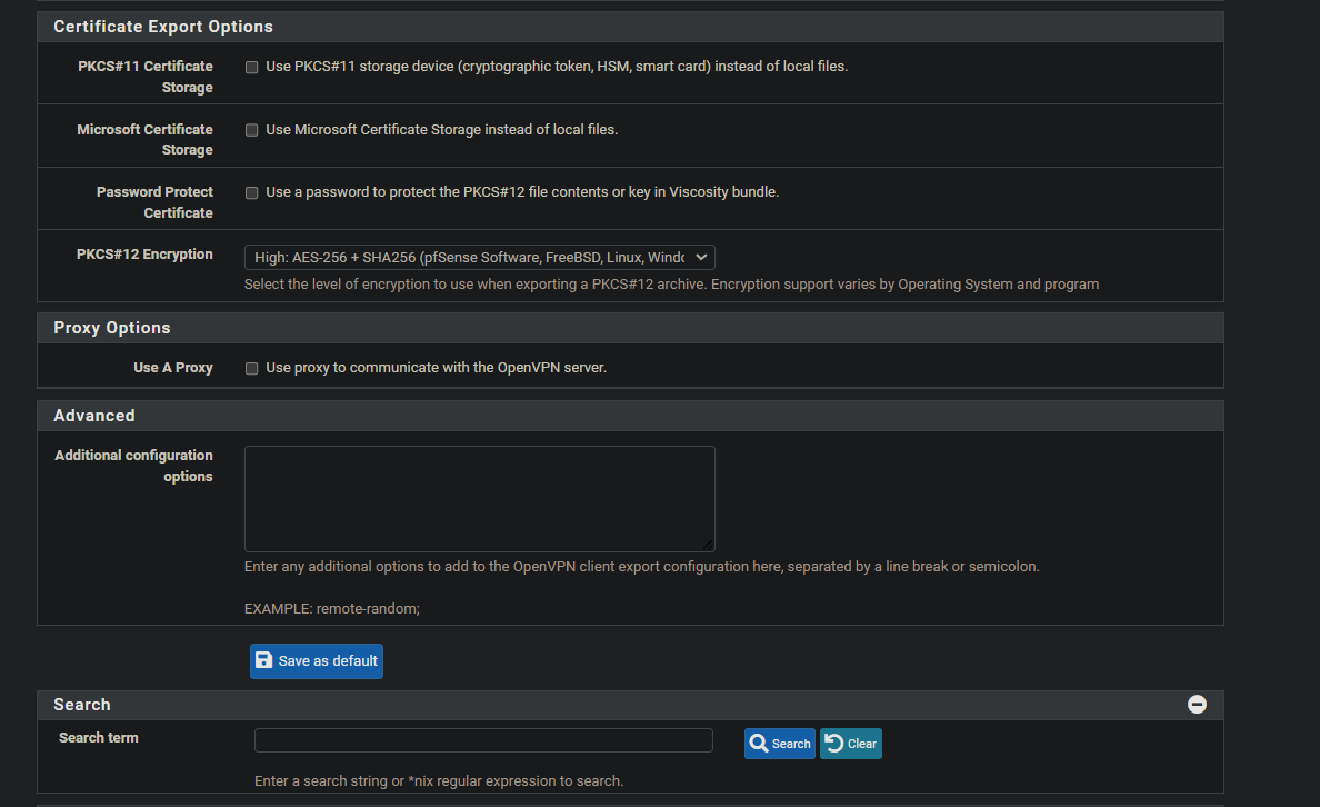 Certificate Export Options
PKCS#11 Certificate
Storage
Use PKCS#11 storage device (cryptographic token, HSM, smart card) instead of local files.
Microsoft Certificate
Storage
Use Microsoft Certificate Storage instead of local files.
Password Protect
Certificate
Use a password to protect the PKCS#12 file contents or key in Viscosity bundle.
PKCS#12 Encryption
High: AES-256 + SHA256 (pfSense Software, FreeBSD, Linux, Windo
Select the level of encryption to use when exporting a PKCS#12 archive. Encryption support varies by Operating System and program
Proxy Options
Use A Proxy
Use proxy to communicate with the OpenVPN server.
Advanced
Additional configuration
options
Enter any additional options to add to the OpenVPN client export configuration here, separated by a line break or semicolon.
EXAMPLE: remote-random;
Save as default
Search
Search term
Search
Clear
Enter a search string or *nix regular expression to search.